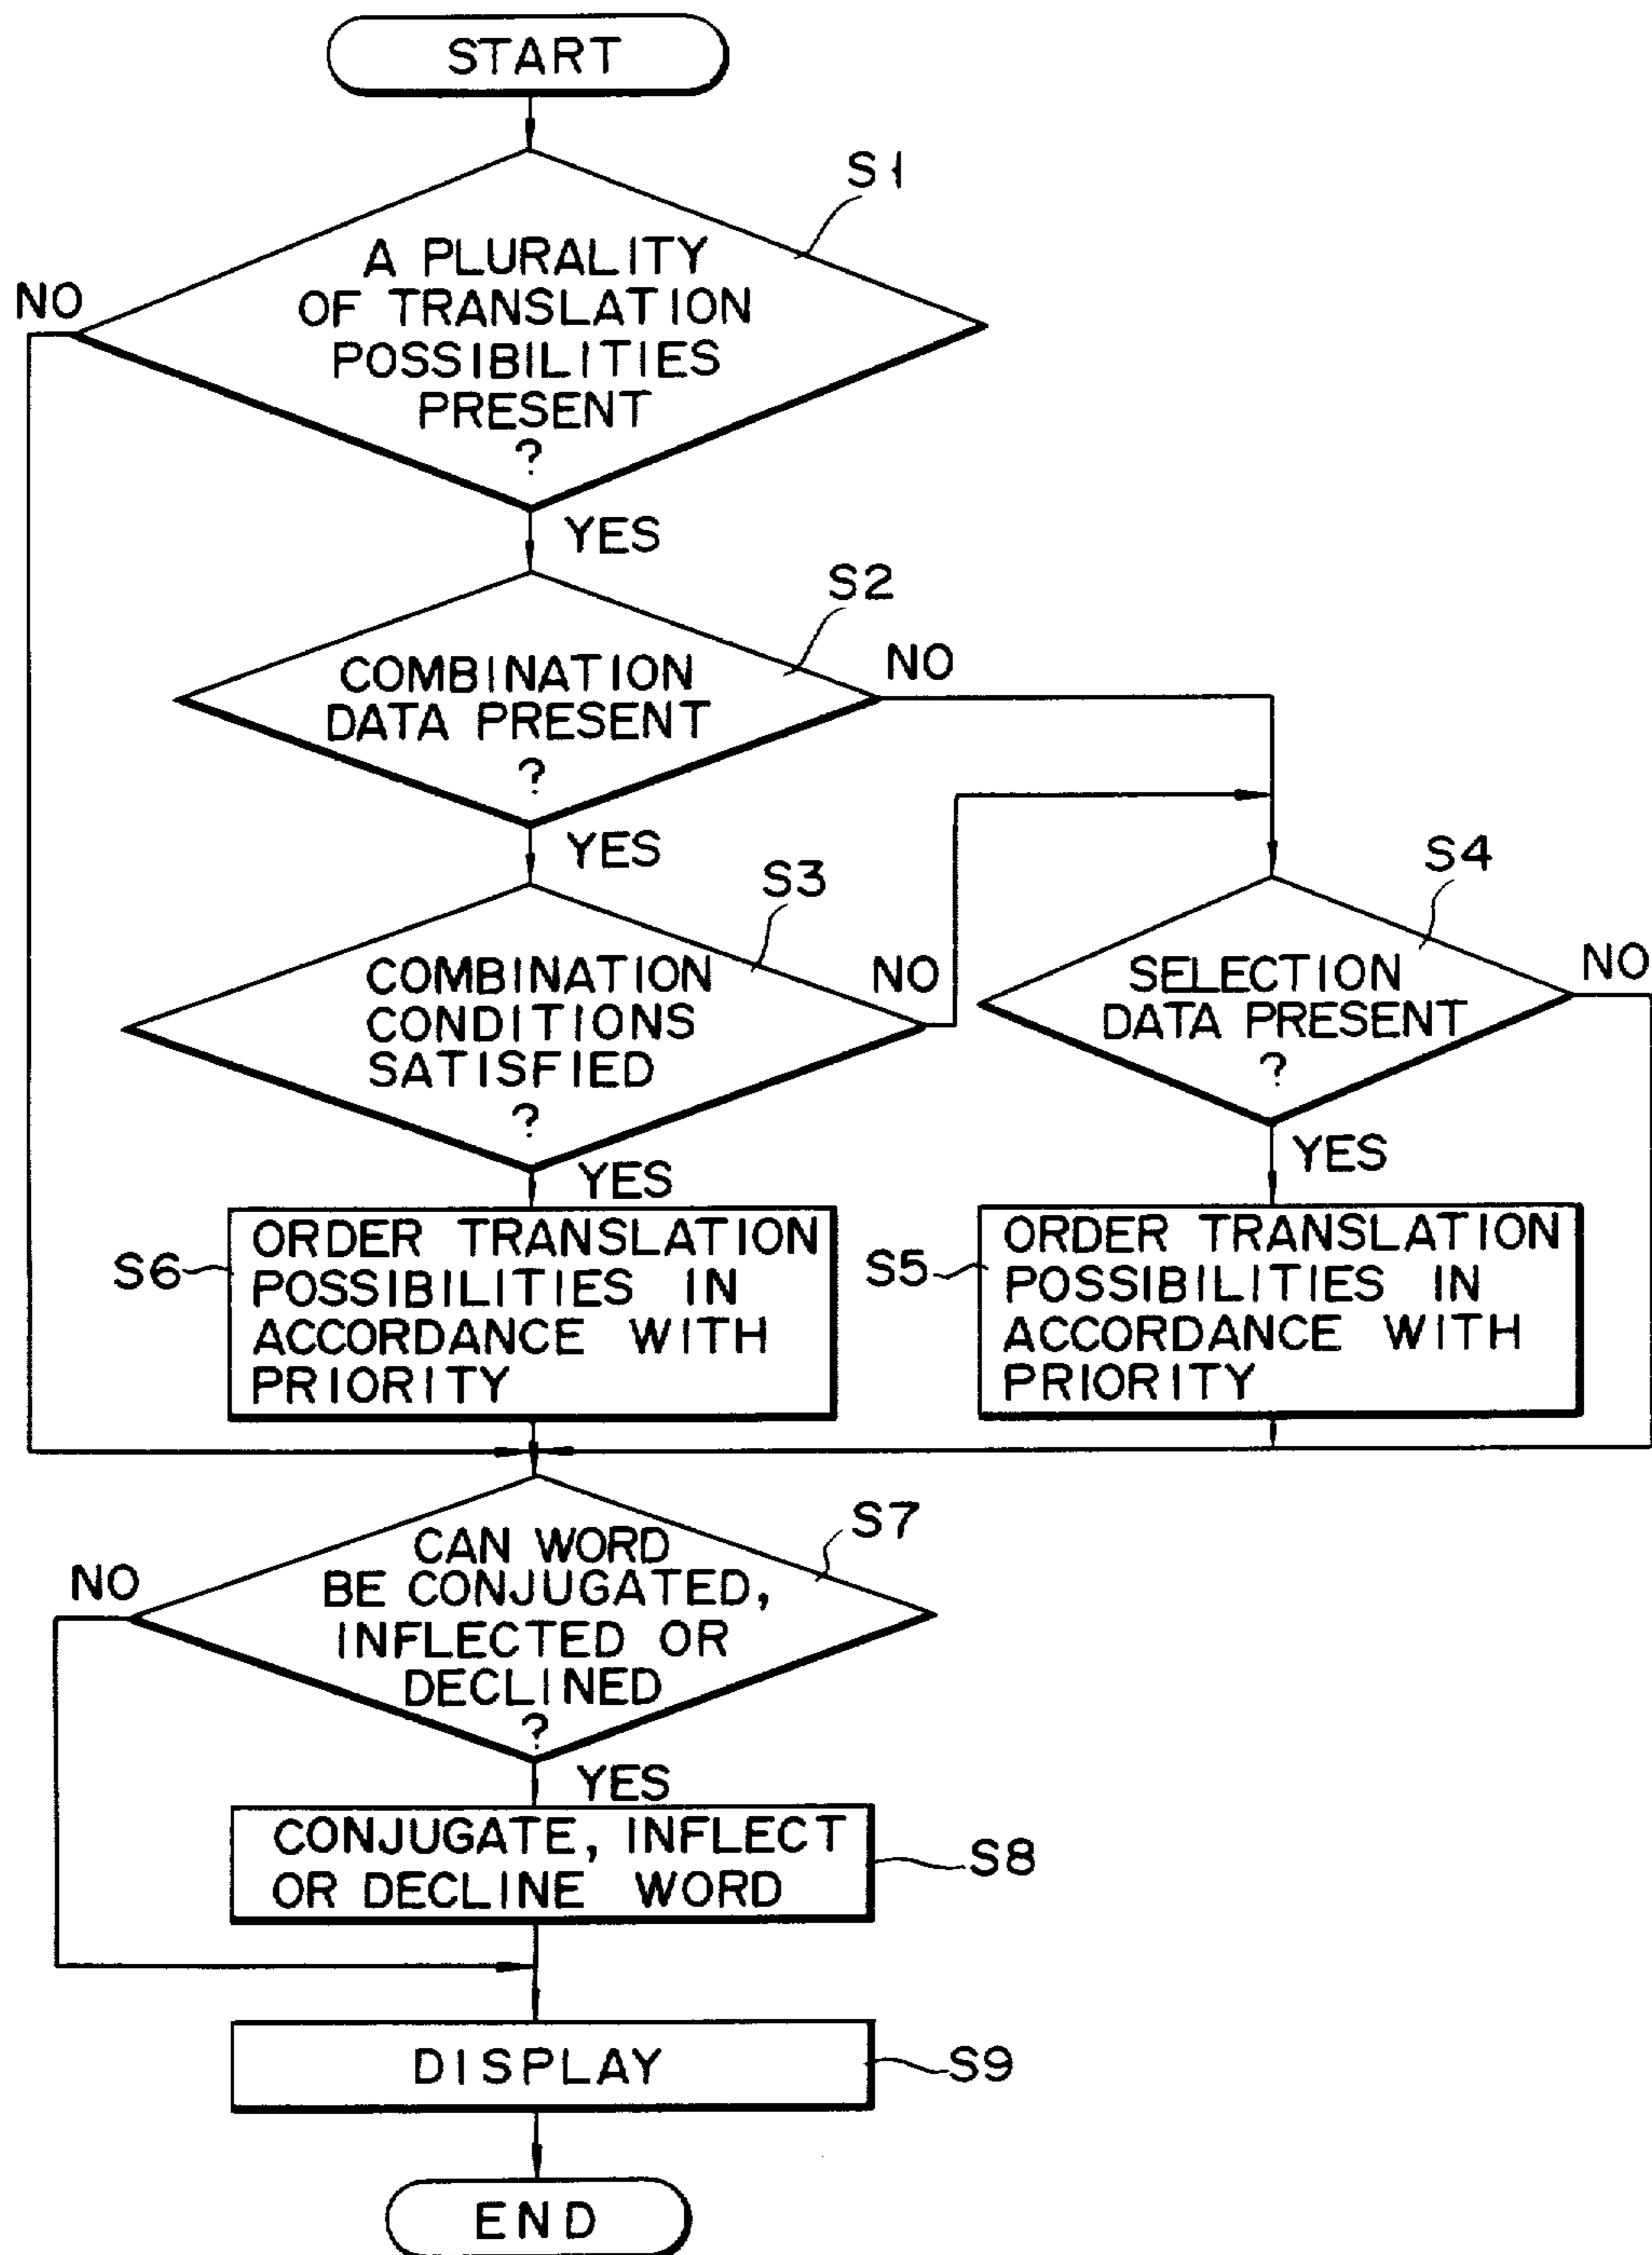 START
S1
A PLURALITY
OF TRANSLATION
POSSIBILITIES
PRESENT
?
NO
YES
S2
COMBINATION
DATA PRESENT
?
NO
YES
S3
COMBINATION
CONDITIONS
SATISFIED
?
NO
YES
S4
SELECTION
DATA PRESENT
?
NO
YES
S6
ORDER TRANSLATION
POSSIBILITIES IN
ACCORDANCE WITH
PRIORITY
S5
ORDER TRANSLATION
POSSIBILITIES IN
ACCORDANCE WITH
PRIORITY
S7
CAN WORD
BE CONJUGATED,
INFLECTED OR
DECLINED
?
NO
YES
CONJUGATE, INFLECT
OR DECLINE WORD
S8
DISPLAY
S9
END